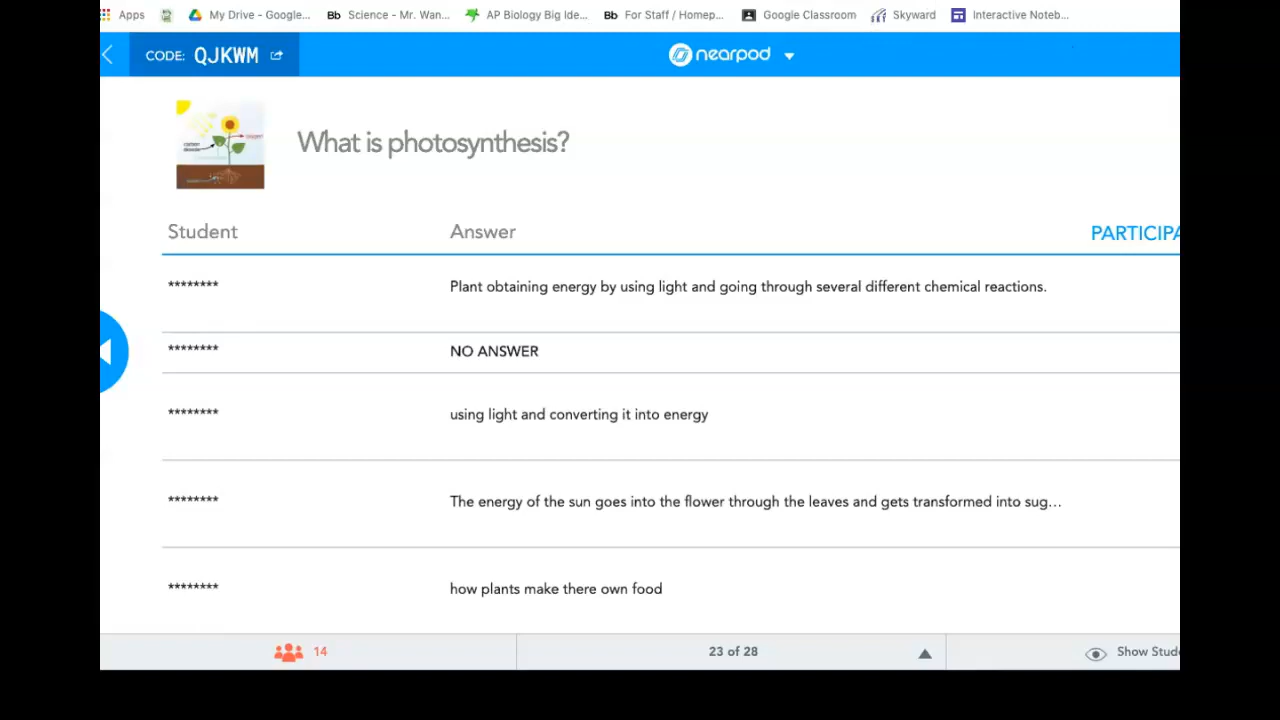 Apps My Drive - Google... Bb Science - Mr. Wan... AP Biology Big Ide... Bb For Staff / Homep... Google Classroom Skyward Interactive Noteb...
CODE: QJKWM nearpod
What is photosynthesis?
Student Answer PARTICIPA
******** Plant obtaining energy by using light and going through several different chemical reactions.
******** NO ANSWER
******** using light and converting it into energy
******** The energy of the sun goes into the flower through the leaves and gets transformed into sug...
******** how plants make there own food
14 23 of 28 Show Stude